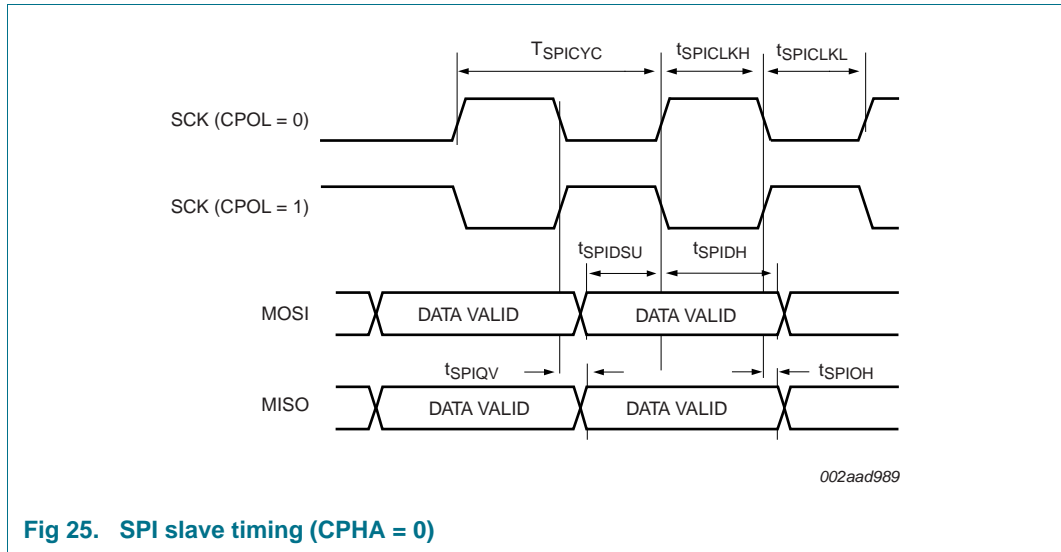 TSPICYC tSPICLKH tSPICLKL
SCK (CPOL = 0)
SCK (CPOL = 1)
tSPIDSU tSPIDH
MOSI DATA VALID DATA VALID
tSPIQV tSPIOH
MISO DATA VALID DATA VALID
002aad989
Fig 25. SPI slave timing (CPHA = 0)